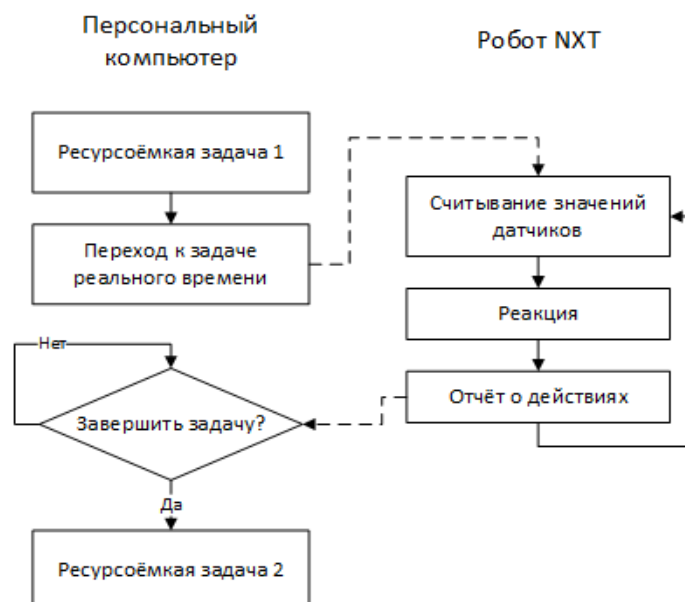 Персональный
компьютер
Робот NXT
Ресурсоёмкая задача 1
Переход к задаче
реального времени
Считывание значений
датчиков
Реакция
Отчёт о действиях
Нет
Завершить задачу?
Да
Ресурсоёмкая задача 2